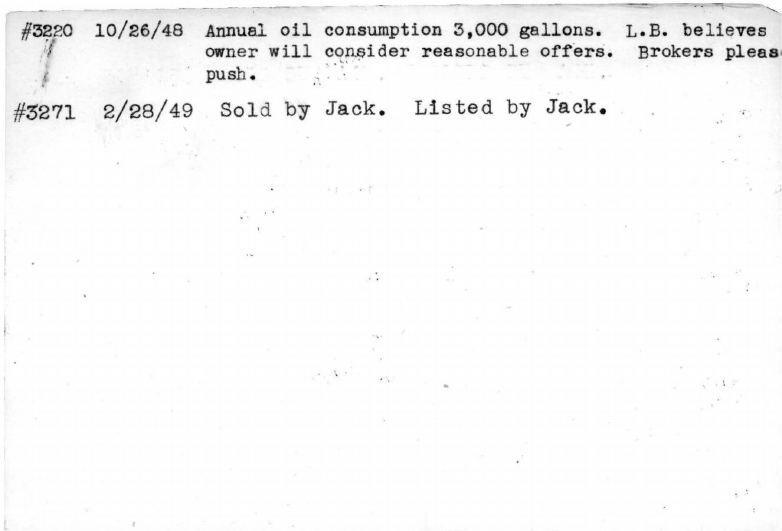 #3220 10/26/48 Annual oil consumption 3,000 gallons. L.B. believes
owner will consider reasonable offers. Brokers pleas
push.
#3271 2/28/49 Sold by Jack. Listed by Jack.